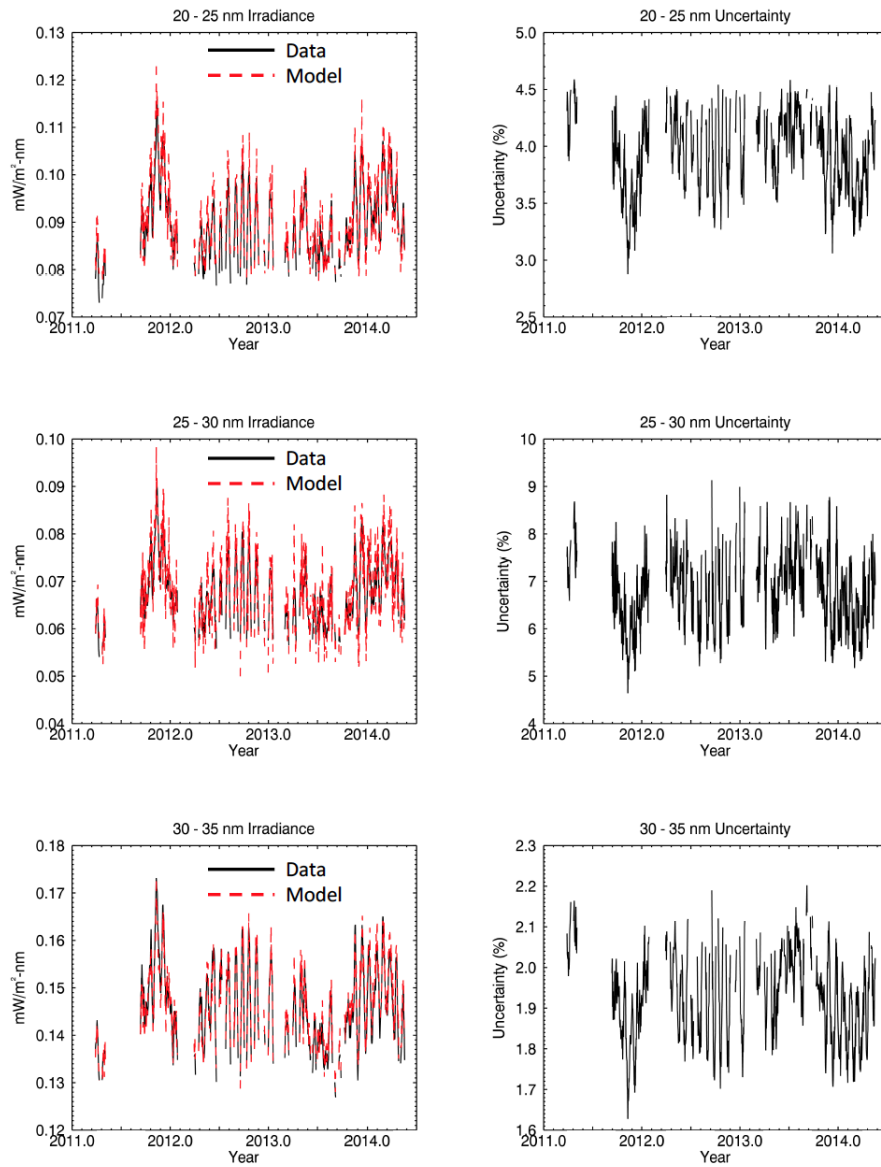 20 - 25 nm Irradiance
0.13
0.12
0.11
0.10
0.09
0.08
0.07
mW/m²-nm
Data
Model
2011.0 2012.0 2013.0 2014.0
Year
20 - 25 nm Uncertainty
5.0
4.5
4.0
3.5
3.0
2.5
Uncertainty (%)
2011.0 2012.0 2013.0 2014.0
Year
25 - 30 nm Irradiance
0.10
0.09
0.08
0.07
0.06
0.05
0.04
mW/m²-nm
Data
Model
2011.0 2012.0 2013.0 2014.0
Year
25 - 30 nm Uncertainty
10
9
8
7
6
5
4
Uncertainty (%)
2011.0 2012.0 2013.0 2014.0
Year
30 - 35 nm Irradiance
0.18
0.17
0.16
0.15
0.14
0.13
0.12
mW/m²-nm
Data
Model
2011.0 2012.0 2013.0 2014.0
Year
30 - 35 nm Uncertainty
2.3
2.2
2.1
2.0
1.9
1.8
1.7
1.6
Uncertainty (%)
2011.0 2012.0 2013.0 2014.0
Year